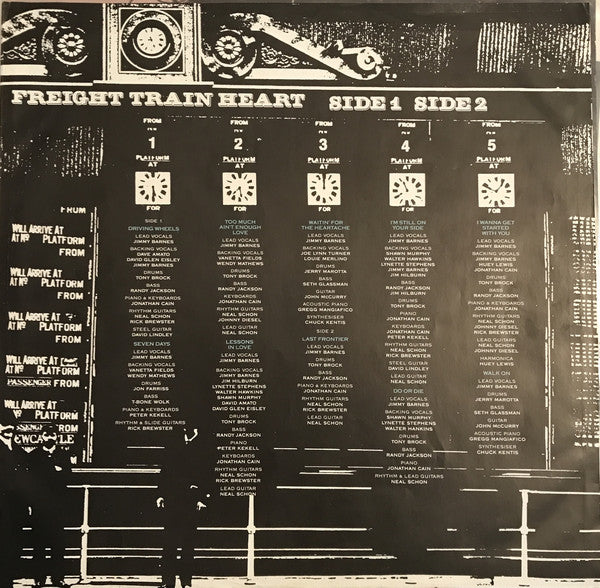 FREIGHT TRAIN HEART SIDE 1 SIDE 2
FROM
1
PLATFORM
AT
FOR
SIDE 1
DRIVING WHEELS
LEAD VOCALS
JIMMY BARNES
BACKING VOCALS
DAVE AMATO
DAVID GLEN EISLEY
JIMMY BARNES
DRUMS
TONY BROCK
BASS
RANDY JACKSON
PIANO & KEYBOARDS
JONATHAN CAIN
RHYTHM GUITARS
NEAL SCHON
RICK BREWSTER
STEEL GUITAR
DAVID LINDLEY
SEVEN DAYS
LEAD VOCALS
JIMMY BARNES
BACKING VOCALS
VANETTA FIELDS
WENDY MATHEWS
DRUMS
JON FARRISS
BASS
T-BONE WOLK
PIANO & KEYBOARDS
PETER KEKELL
RHYTHM & SLIDE GUITARS
RICK BREWSTER
FROM
2
PLATFORM
AT
FOR
TOO MUCH
AIN'T ENOUGH
LOVE
LEAD VOCALS
JIMMY BARNES
BACKING VOCALS
VANETTE FIELDS
WENDY MATHEWS
DRUMS
TONY BROCK
BASS
RANDY JACKSON
KEYBOARDS
JONATHAN CAIN
RHYTHM GUITARS
NEAL SCHON
JOHNNY DIESEL
LEAD GUITAR
NEAL SCHON
LESSONS
IN LOVE
LEAD VOCALS
JIMMY BARNES
BACKING VOCALS
JIMMY BARNES
JIM HILBURN
LYNETTE STEPHENS
WALTER HAWKINS
SHAUN MURPHY
DAVID AMATO
DAVID GLEN EISLEY
DRUMS
TONY BROCK
BASS
RANDY JACKSON
PIANO
PETER KEKELL
KEYBOARDS
JONATHAN CAIN
RHYTHM GUITARS
NEAL SCHON
RICK BREWSTER
LEAD GUITAR
NEAL SCHON
FROM
3
PLATFORM
AT
FOR
WAITIN' FOR
THE HEARTACHE
LEAD VOCALS
JIMMY BARNES
BACKING VOCALS
JOE LYNN TURNER
LOUIE MERLINO
DRUMS
JERRY MAROTTA
BASS
SETH GLASSMAN
GUITAR
JOHN McCURRY
ACOUSTIC PIANO
GREGG MANGIAFICO
SYNTHESISER
CHUCK KENTIS
SIDE 2
LAST FRONTIER
LEAD VOCALS
JIMMY BARNES
DRUMS
TONY BROCK
BASS
RANDY JACKSON
PIANO & KEYBOARDS
JONATHAN CAIN
RHYTHM GUITARS
NEAL SCHON
RICK BREWSTER
LEAD GUITAR
NEAL SCHON
FROM
4
PLATFORM
AT
FOR
I'M STILL ON
YOUR SIDE
LEAD VOCALS
JIMMY BARNES
BACKING VOCALS
SHAWN MURPHY
WALTER HAWKINS
LYNETTE STEPHENS
JIMMY BARNES
JIM HILBURN
DRUMS
TONY BROCK
BASS
RANDY JACKSON
JIM HILBURN
PIANO
JONATHAN CAIN
KEYBOARDS
PETER KEKELL
RHYTHM GUITARS
NEAL SCHON
RICK BREWSTER
STEEL GUITAR
DAVID LINDLEY
LEAD GUITAR
NEAL SCHON
DO OR DIE
LEAD VOCALS
JIMMY BARNES
BACKING VOCALS
SHAUN MURPHY
LYNETTE STEPHENS
WALTER HAWKINS
DRUMS
TONY BROCK
BASS
RANDY JACKSON
PIANO
JONATHAN CAIN
RHYTHM & LEAD GUITARS
NEAL SCHON
FROM
5
PLATFORM
AT
FOR
I WANNA GET
STARTED
WITH YOU
LEAD VOCALS
JIMMY BARNES
BACKING VOCALS
JIMMY BARNES
HUEY LEWIS
JONATHAN CAIN
DRUMS
TONY BROCK
BASS
RANDY JACKSON
PIANO & KEYBOARDS
JONATHAN CAIN
RHYTHM GUITARS
NEAL SCHON
JOHNNY DIESEL
RICK BREWSTER
LEAD GUITARS
NEAL SCHON
JOHNNY DIESEL
HARMONICA
HUEY LEWIS
WALK ON
LEAD VOCALS
JIMMY BARNES
DRUMS
JERRY MAROTTA
BASS
SETH GLASSMAN
GUITAR
JOHN McCURRY
ACOUSTIC PIANO
GREGG MANGIAFICO
SYNTHESISER
CHUCK KENTIS
FROM
WILL ARRIVE AT
AT No PLATFORM
FROM
WILL ARRIVE AT
AT No PLATFORM
FROM
WILL ARRIVE AT
AT No PLATFORM
FROM
WILL ARRIVE AT
AT No PLATFORM
PASSENGER FROM
WILL ARRIVE AT
AT No PLATFORM
FROM
NEWCASTLE